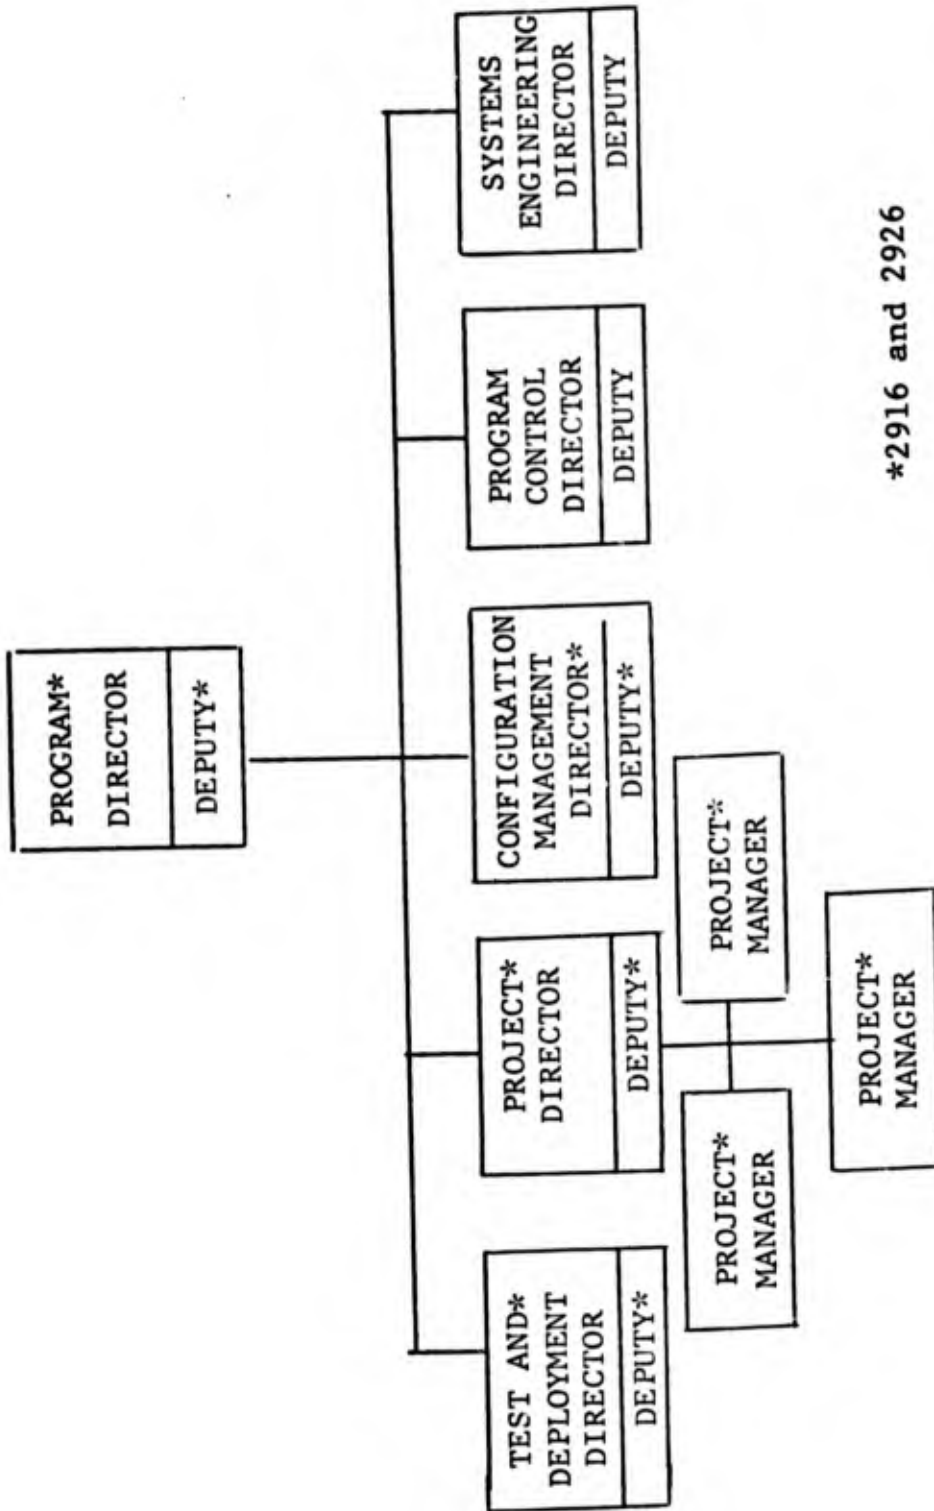 PROGRAM*
DIRECTOR
DEPUTY*
TEST AND*
DEPLOYMENT
DIRECTOR
DEPUTY*
PROJECT*
DIRECTOR
DEPUTY*
CONFIGURATION
MANAGEMENT
DIRECTOR*
DEPUTY*
PROGRAM
CONTROL
DIRECTOR
DEPUTY
SYSTEMS
ENGINEERING
DIRECTOR
DEPUTY
PROJECT*
MANAGER
PROJECT*
MANAGER
PROJECT*
MANAGER
*2916 and 2926